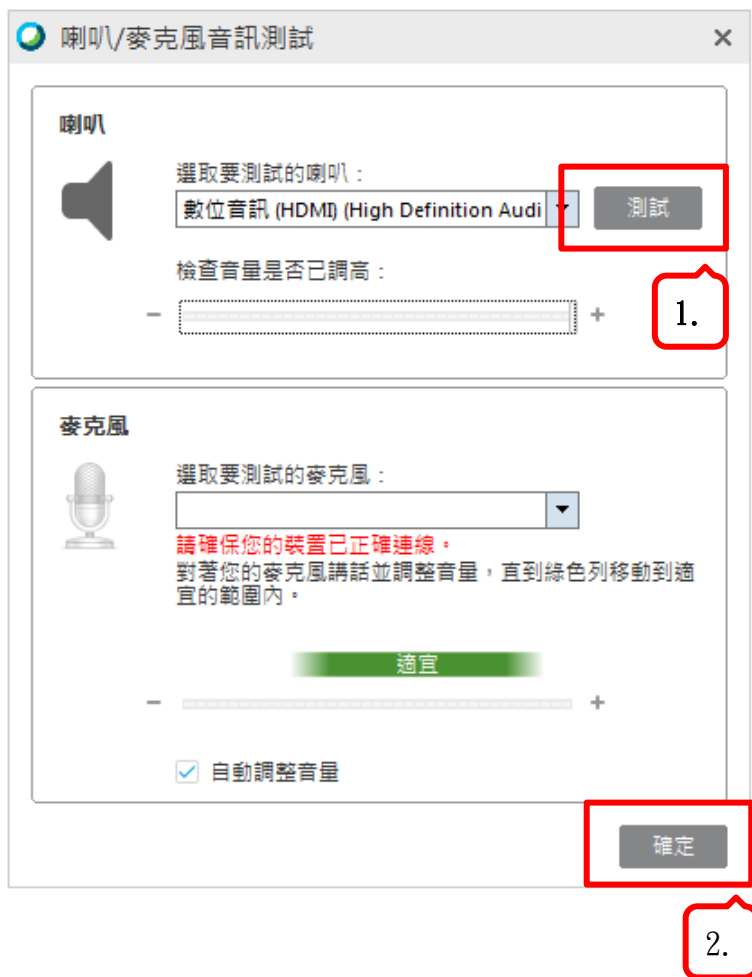 喇叭/麥克風音訊測試
喇叭
選取要測試的喇叭：
數位音訊 (HDMI) (High Definition Audi
測試
檢查音量是否已調高：
- +
1.
麥克風
選取要測試的麥克風：
請確保您的裝置已正確連線。
對著您的麥克風講話並調整音量，直到綠色列移動到適
宜的範圍內。
適宜
- +
自動調整音量
確定
2.